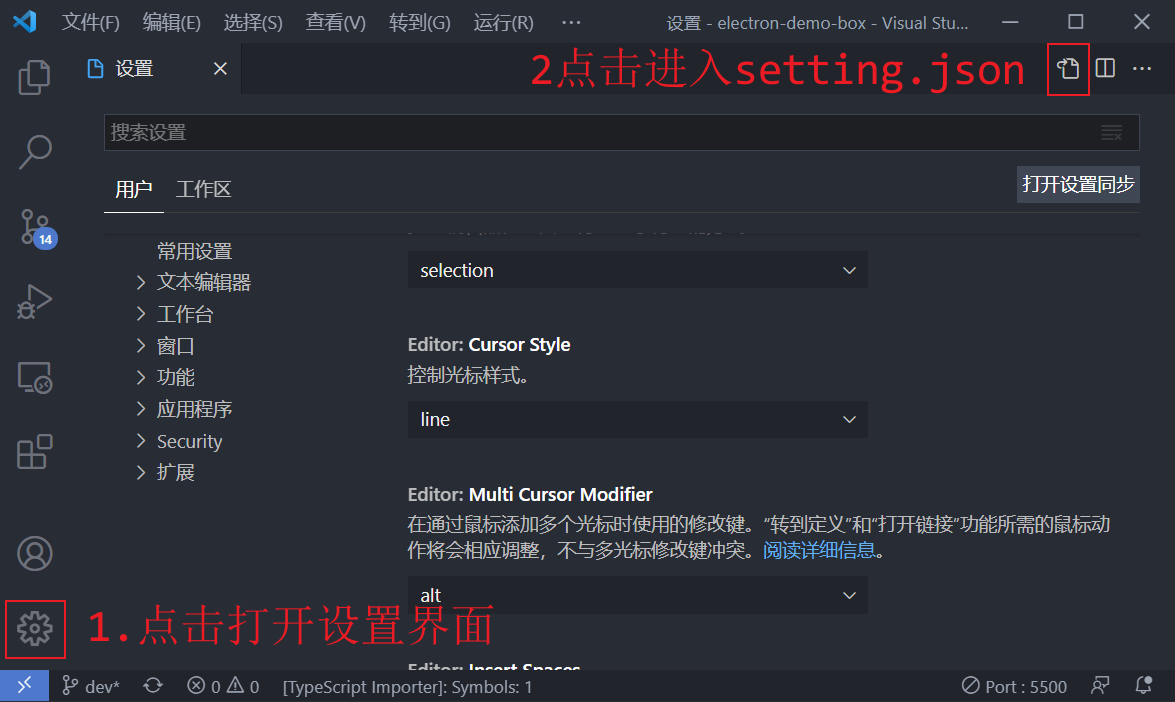 文件(F) 编辑(E) 选择(S) 查看(V) 转到(G) 运行(R) ··· 设置 - electron-demo-box - Visual Stu...
设置
2点击进入setting.json
搜索设置
用户 工作区
打开设置同步
常用设置
文本编辑器
工作台
窗口
功能
应用程序
Security
扩展
selection
Editor: Cursor Style
控制光标样式。
line
Editor: Multi Cursor Modifier
在通过鼠标添加多个光标时使用的修改键。“转到定义”和“打开链接”功能所需的鼠标动
作将会相应调整，不与多光标修改键冲突。阅读详细信息。
alt
Editor: Insert Spaces
14
1.点击打开设置界面
dev* 0 0 [TypeScript Importer]: Symbols: 1 Port : 5500